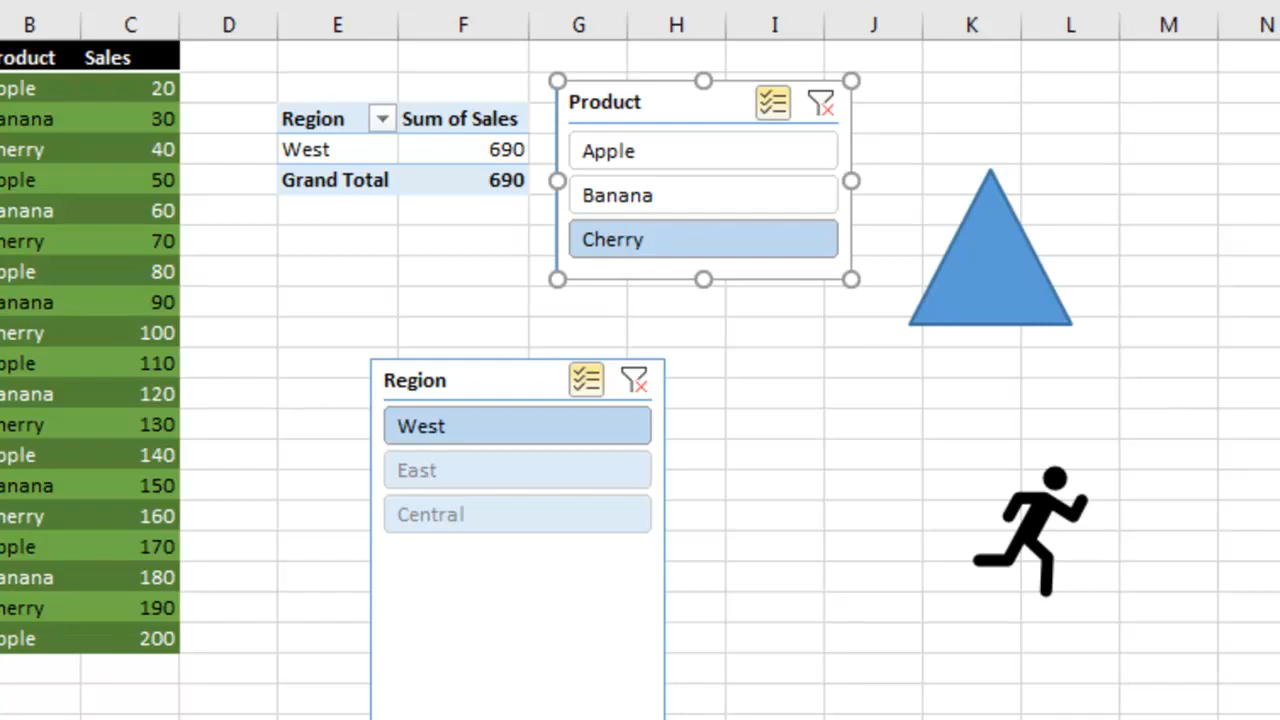 B C D E F G H I J K L M N
roduct Sales
pple 20
anana 30
herry 40
pple 50
anana 60
herry 70
pple 80
anana 90
herry 100
pple 110
anana 120
herry 130
pple 140
anana 150
herry 160
pple 170
anana 180
herry 190
pple 200
Region Sum of Sales
West 690
Grand Total 690
Product
Apple
Banana
Cherry
Region
West
East
Central